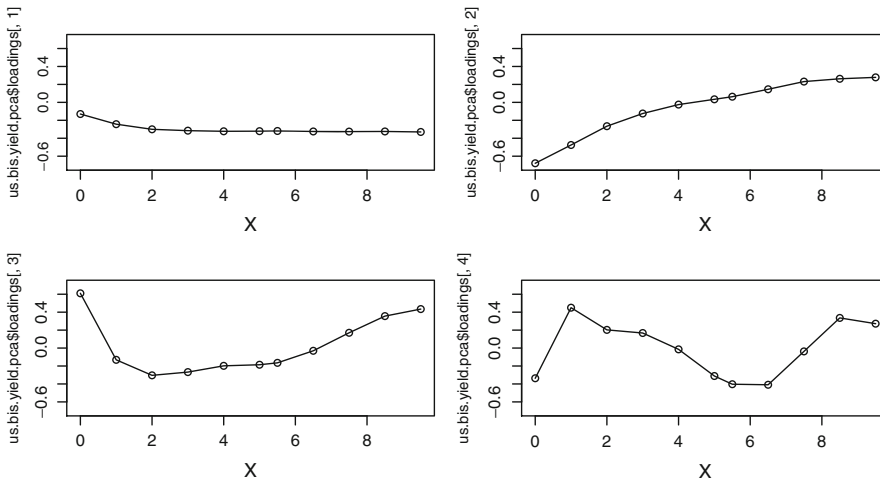 us.bis.yield.pca$loadings[, 1]
0.4
0.0
−0.6
0 2 4 6 8
X
us.bis.yield.pca$loadings[, 2]
0.4
0.0
−0.6
0 2 4 6 8
X
us.bis.yield.pca$loadings[, 3]
0.4
0.0
−0.6
0 2 4 6 8
X
us.bis.yield.pca$loadings[, 4]
0.4
0.0
−0.6
0 2 4 6 8
X